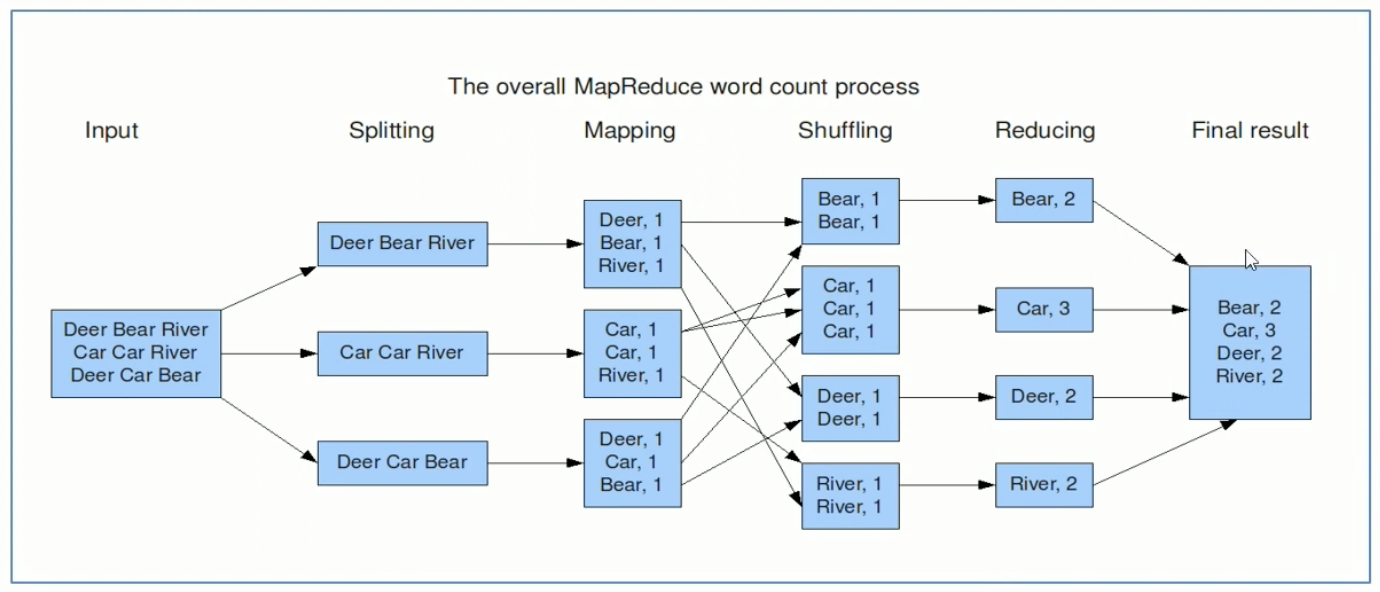 The overall MapReduce word count process
Input
Splitting
Mapping
Shuffling
Reducing
Final result
Deer Bear River
Car Car River
Deer Car Bear
Deer Bear River
Car Car River
Deer Car Bear
Deer, 1
Bear, 1
River, 1
Car, 1
Car, 1
River, 1
Deer, 1
Car, 1
Bear, 1
Bear, 1
Bear, 1
Car, 1
Car, 1
Car, 1
Deer, 1
Deer, 1
River, 1
River, 1
Bear, 2
Car, 3
Deer, 2
River, 2
Bear, 2
Car, 3
Deer, 2
River, 2